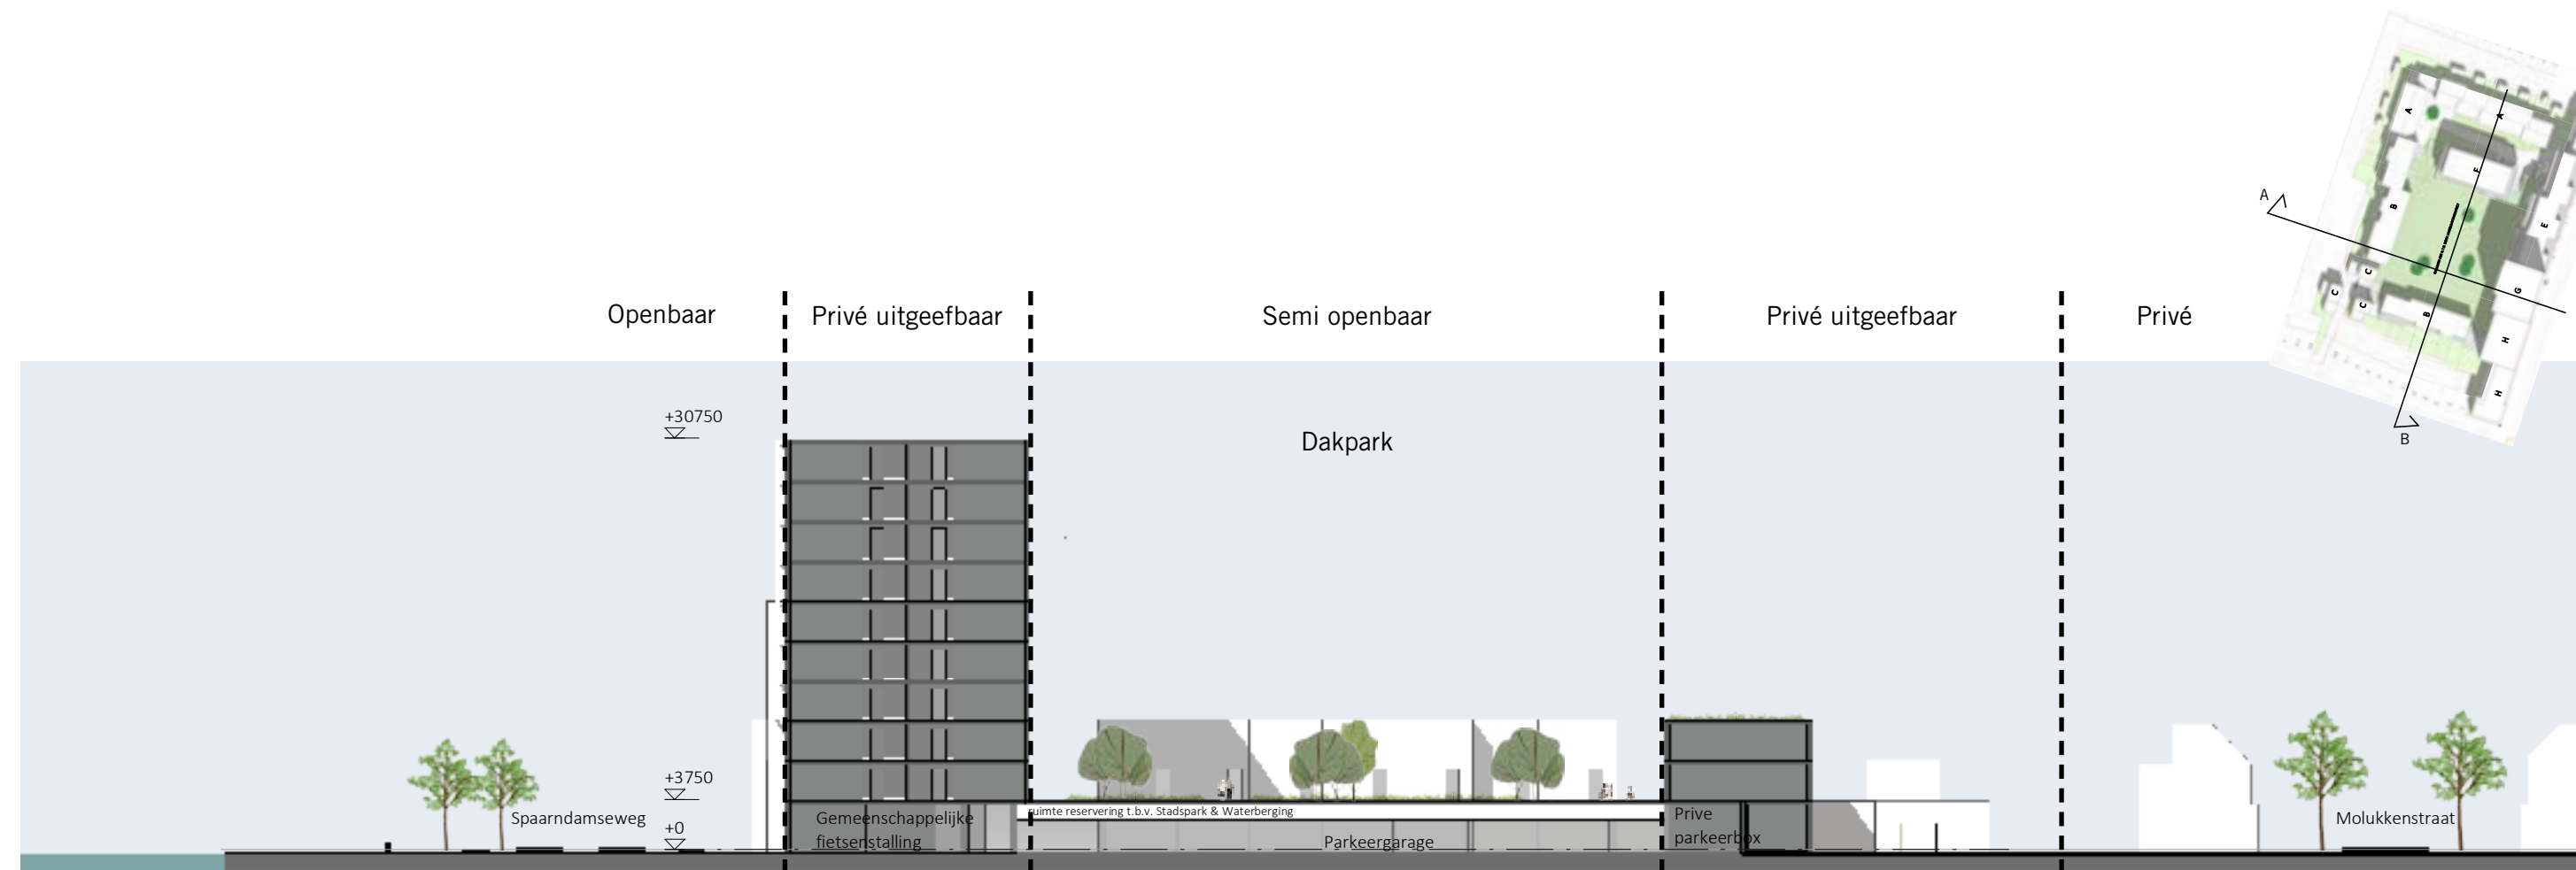 Openbaar
Privé uitgeefbaar
Semi openbaar
Privé uitgeefbaar
Privé
A
B
A
A
F
B
E
C
C
C
G
B
H
H
+30750
Dakpark
+3750
+0
Spaarndamseweg
Gemeenschappelijke
fietsenstalling
ruimte reservering t.b.v. Stadspark & Waterberging
Parkeergarage
Prive
parkeerbox
Molukkenstraat